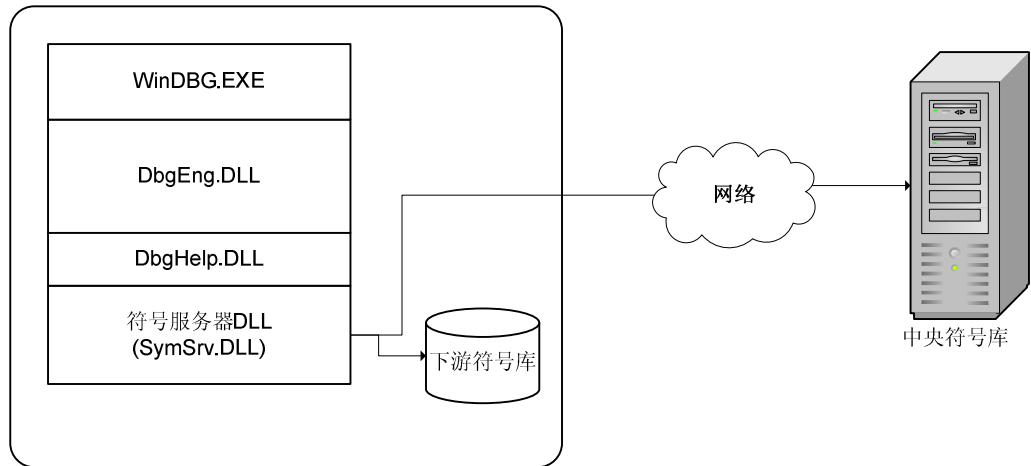 WinDBG.EXE
DbgEng.DLL
DbgHelp.DLL
符号服务器DLL
(SymSrv.DLL)
下游符号库
网络
中央符号库